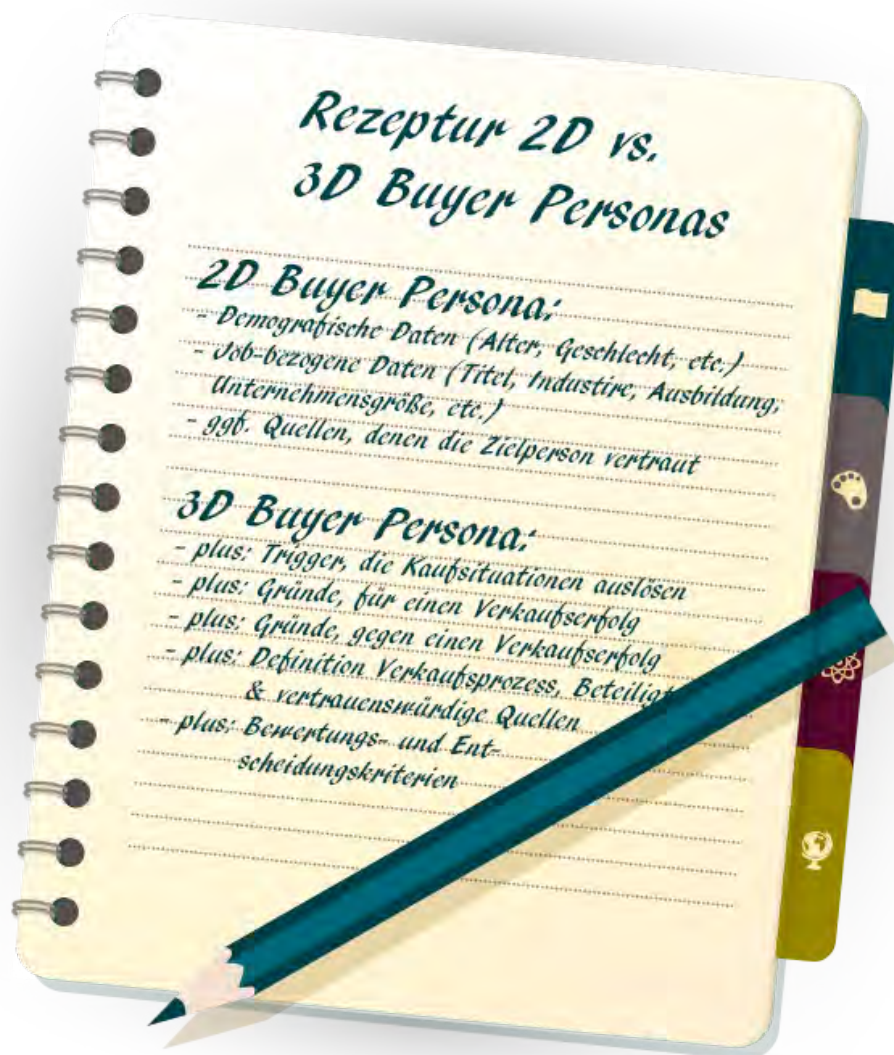 Rezeptur 2D vs.
3D Buyer Personas
2D Buyer Persona:
- Demografische Daten (Alter, Geschlecht, etc.)
- Job-bezogene Daten (Titel, Industire, Ausbildung,
Unternehmensgröße, etc.)
- ggf. Quellen, denen die Zielperson vertraut
3D Buyer Persona:
- plus: Trigger, die Kaufsituationen auslösen
- plus: Gründe, für einen Verkaufserfolg
- plus: Gründe, gegen einen Verkaufserfolg
- plus: Definition Verkaufsprozess, Beteiligt
& vertrauenswürdige Quellen
- plus: Bewertungs- und Ent-
scheidungskriterien